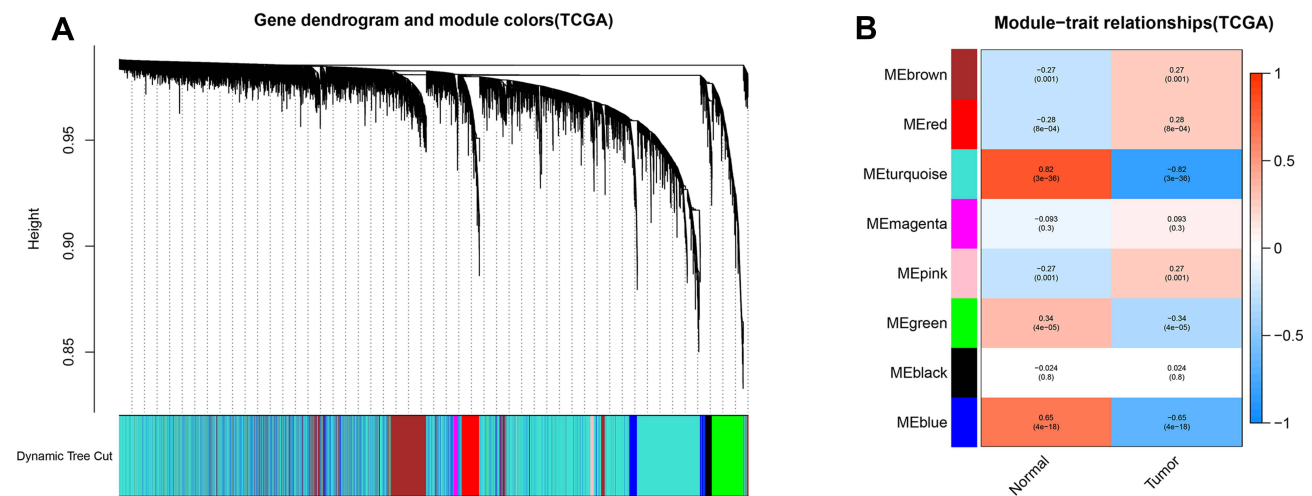 A
Gene dendrogram and module colors(TCGA)
Height
0.95
0.90
0.85
Dynamic Tree Cut
B
Module−trait relationships(TCGA)
MEbrown
−0.27
(0.001)
0.27
(0.001)
MEred
−0.28
(8e−04)
0.28
(8e−04)
MEturquoise
0.82
(3e−36)
−0.82
(3e−36)
MEmagenta
−0.093
(0.3)
0.093
(0.3)
MEpink
−0.27
(0.001)
0.27
(0.001)
MEgreen
0.34
(4e−05)
−0.34
(4e−05)
MEblack
−0.024
(0.8)
0.024
(0.8)
MEblue
0.65
(4e−18)
−0.65
(4e−18)
Normal
Tumor
1
0.5
0
−0.5
−1